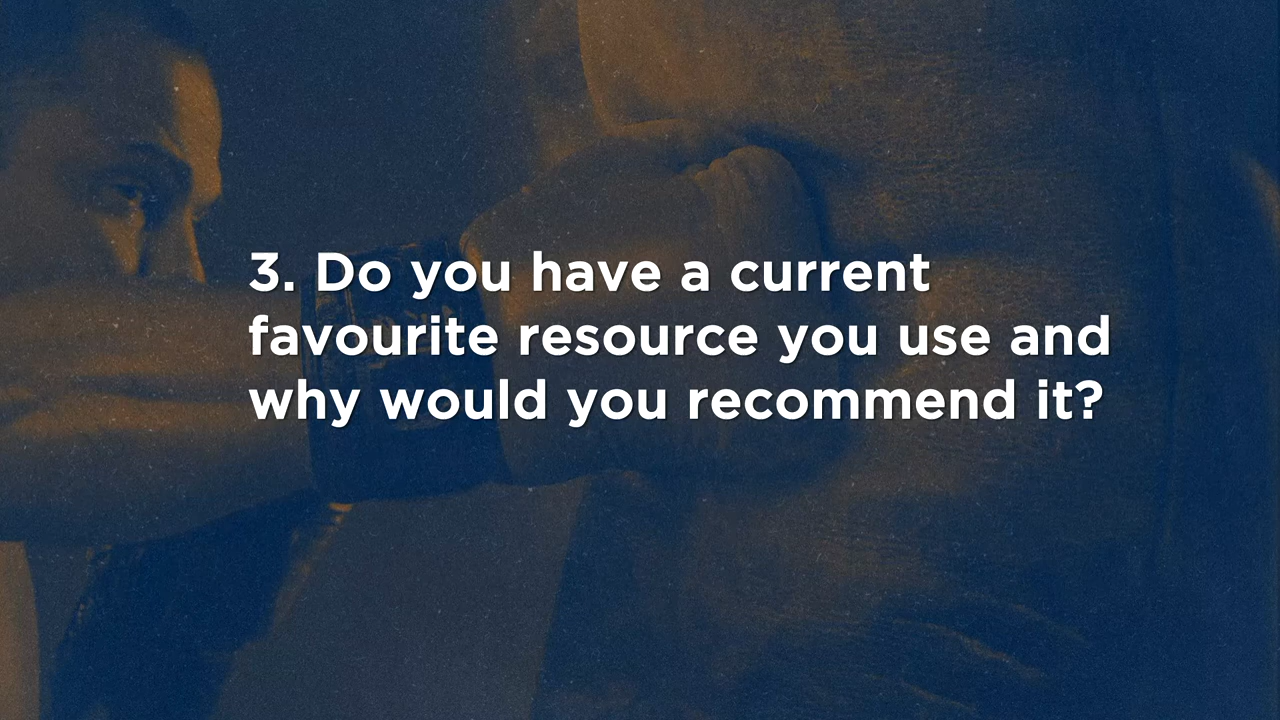 3. Do you have a current
favourite resource you use and
why would you recommend it?